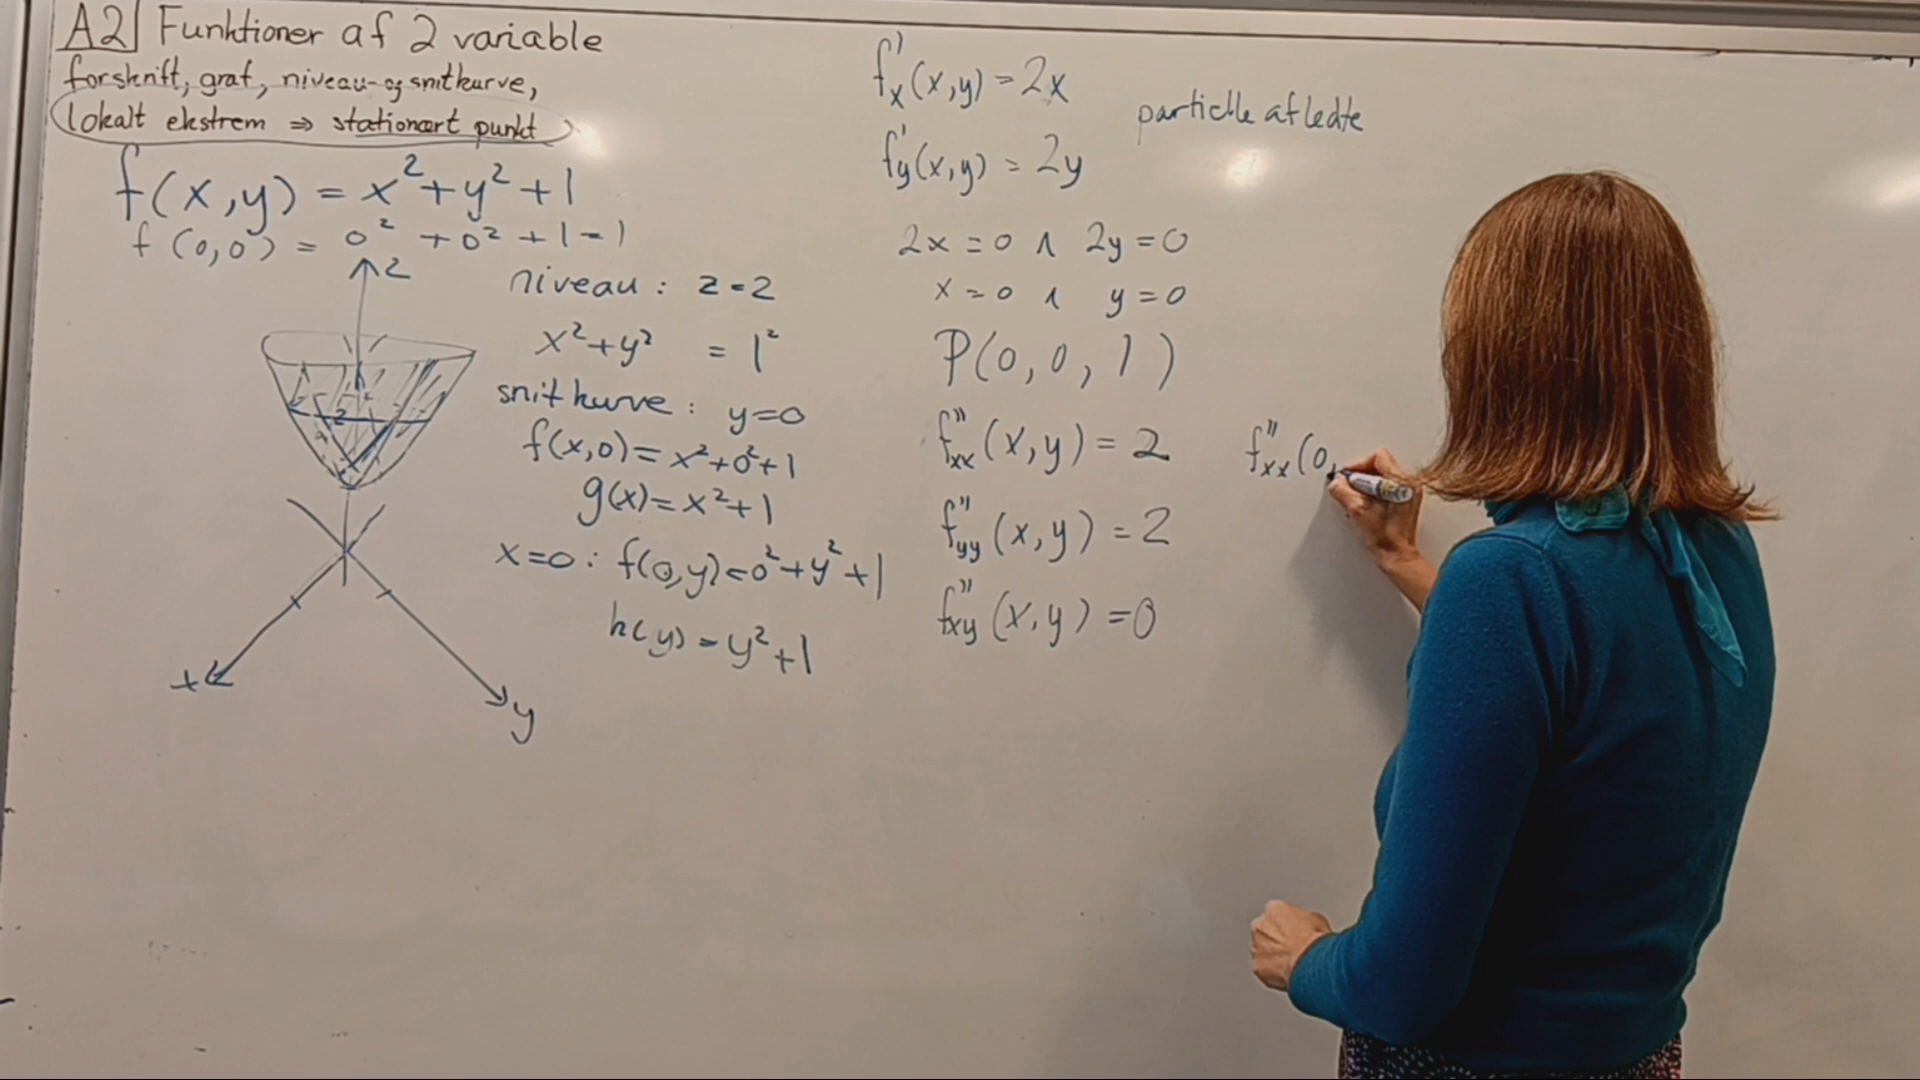 A2 Funktioner af 2 variable
forskrift, graf, niveau- og snitkurve,
lokalt ekstrem ⇒ stationært punkt
f(x,y) = x²+y²+1
f(0,0) = 0²+0²+1=1
z
x
y
2
niveau: z=2
x²+y² = 1²
snitkurve: y=0
f(x,0)=x²+0²+1
g(x)=x²+1
x=0: f(0,y)=0²+y²+1
h(y)=y²+1
f'x(x,y)=2x
partielle afledte
f'y(x,y)=2y
2x=0 ∧ 2y=0
x=0 ∧ y=0
P(0,0,1)
f''xx(x,y)=2
f''yy(x,y)=2
f''xy(x,y)=0
f''xx(0,